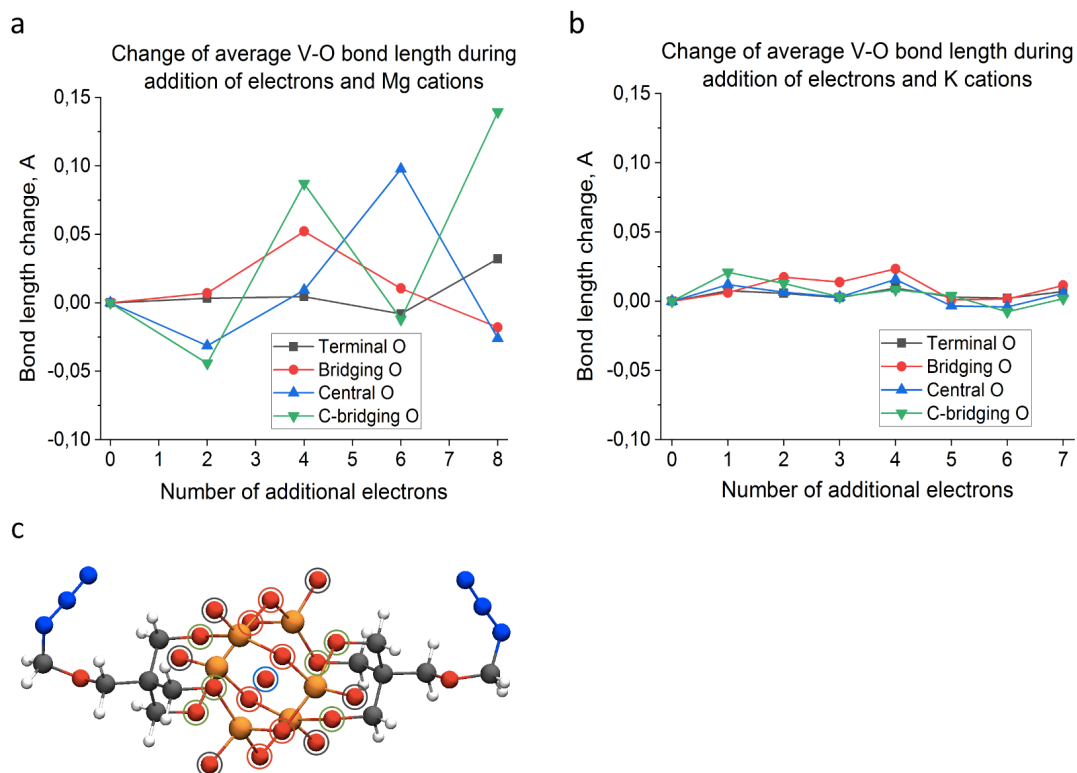 a
Change of average V-O bond length during
addition of electrons and Mg cations
0,15
0,10
0,05
0,00
-0,05
-0,10
Bond length change, A
Terminal O
Bridging O
Central O
C-bridging O
0 1 2 3 4 5 6 7 8
Number of additional electrons
b
Change of average V-O bond length during
addition of electrons and K cations
0,15
0,10
0,05
0,00
-0,05
-0,10
Bond length change, A
Terminal O
Bridging O
Central O
C-bridging O
0 1 2 3 4 5 6 7
Number of additional electrons
c